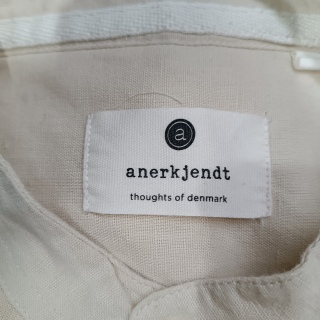 a
anerkjendt
thoughts of denmark